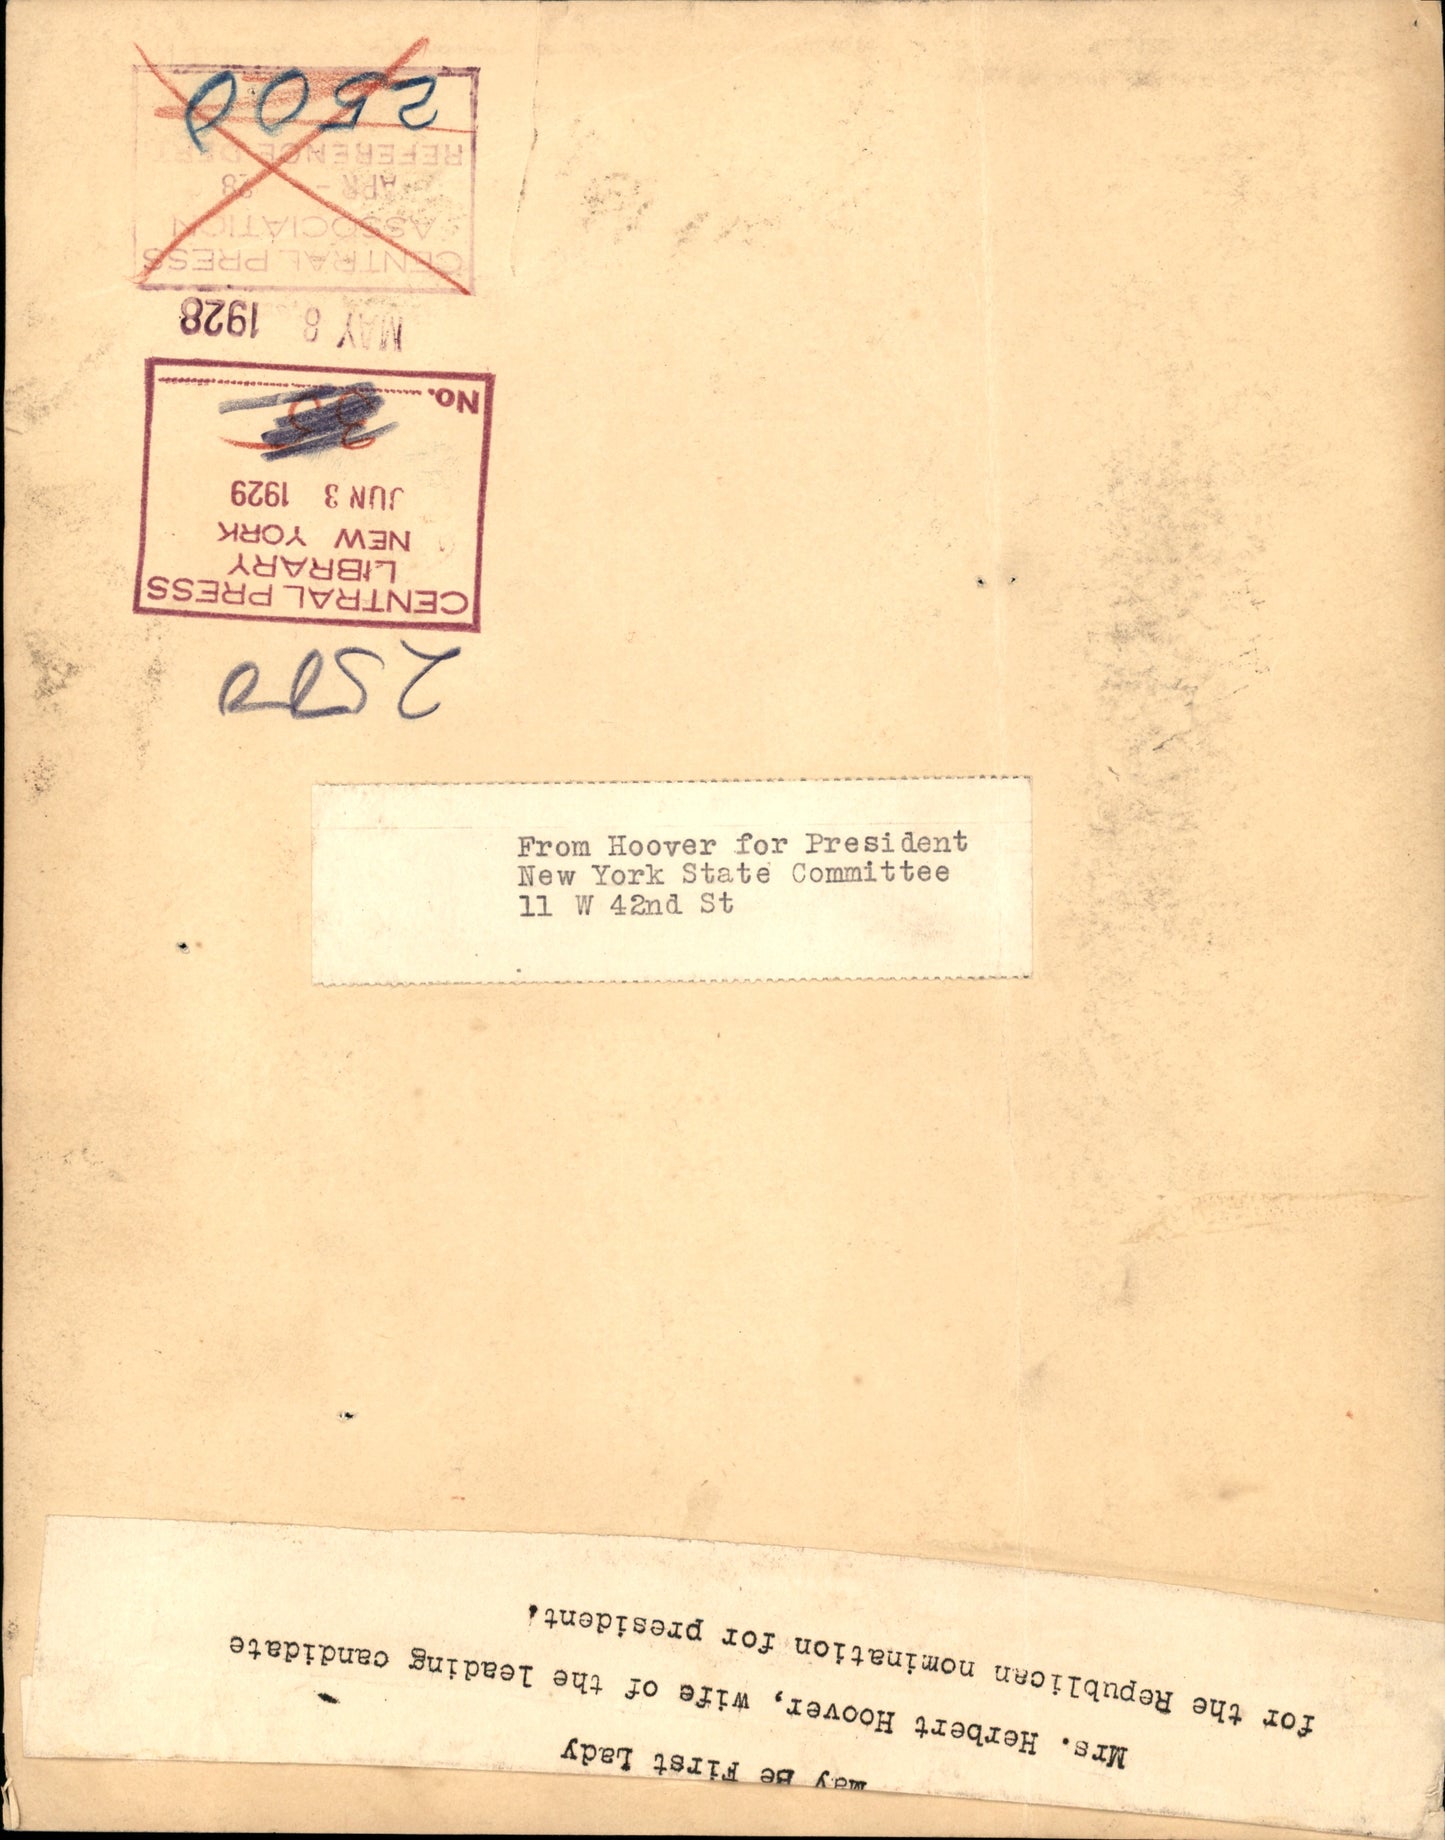 2500
REFERENCE DEPT
APR - 28
ASSOCIATION
CENTRAL PRESS
MAY 8 1928
No.
JUN 3 1929
NEW YORK
LIBRARY
CENTRAL PRESS
2500
From Hoover for President
New York State Committee
11 W 42nd St
May Be First Lady
Mrs. Herbert Hoover, wife of the leading candidate
for the Republican nomination for president.